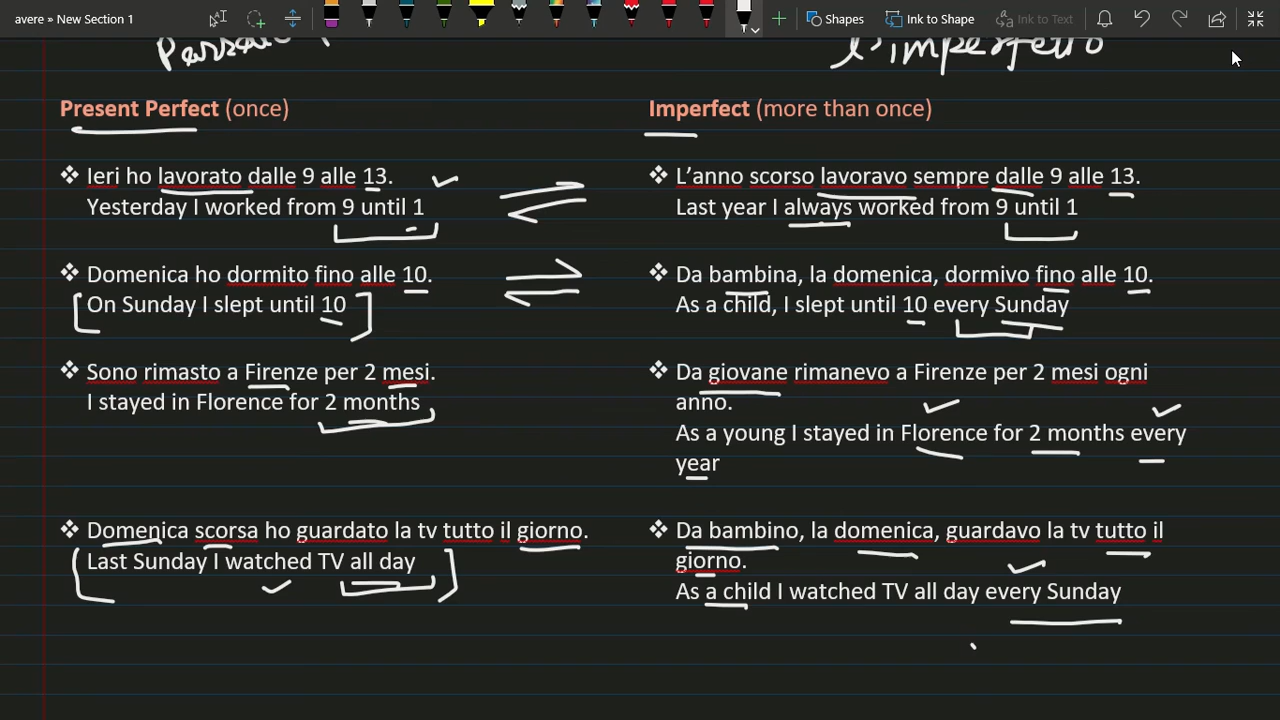 avere » New Section 1
Shapes
Ink to Shape
Ink to Text
l'imperfetto
Present Perfect (once)
❖ Ieri ho lavorato dalle 9 alle 13.
Yesterday I worked from 9 until 1
❖ Domenica ho dormito fino alle 10.
On Sunday I slept until 10
❖ Sono rimasto a Firenze per 2 mesi.
I stayed in Florence for 2 months
❖ Domenica scorsa ho guardato la tv tutto il giorno.
Last Sunday I watched TV all day
Imperfect (more than once)
❖ L’anno scorso lavoravo sempre dalle 9 alle 13.
Last year I always worked from 9 until 1
❖ Da bambina, la domenica, dormivo fino alle 10.
As a child, I slept until 10 every Sunday
❖ Da giovane rimanevo a Firenze per 2 mesi ogni
anno.
As a young I stayed in Florence for 2 months every
year
❖ Da bambino, la domenica, guardavo la tv tutto il
giorno.
As a child I watched TV all day every Sunday